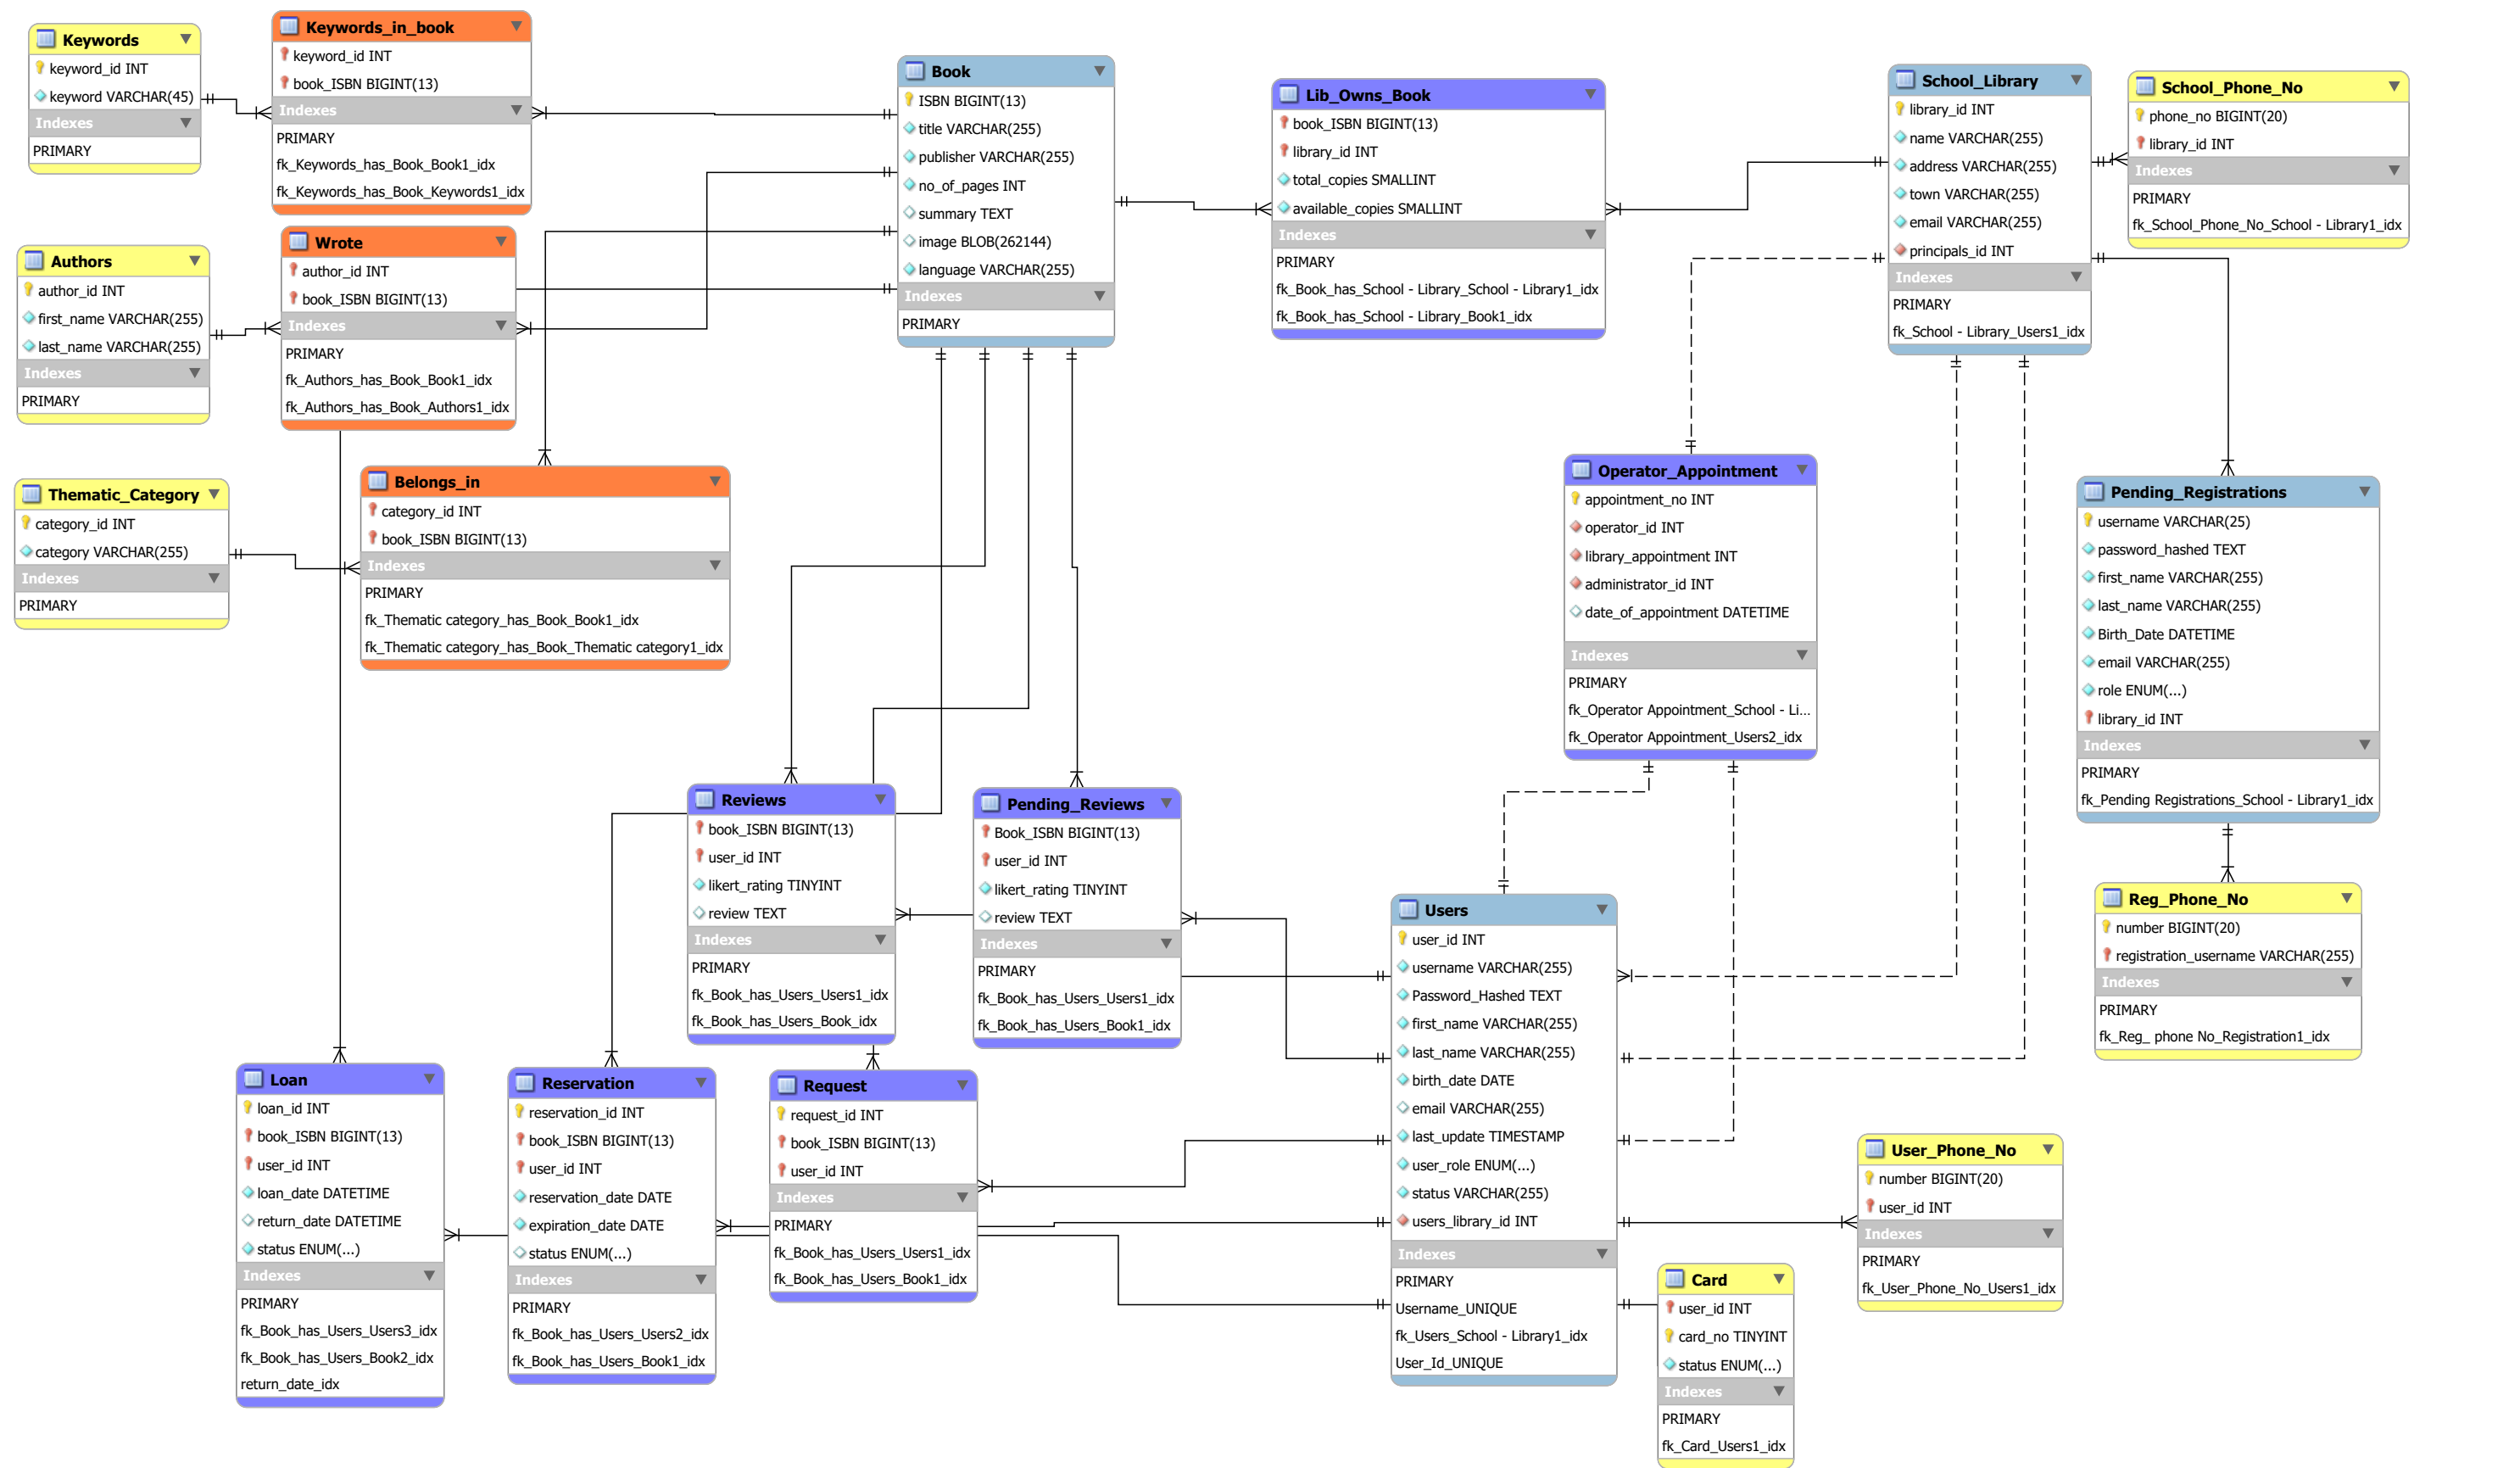 Keywords
keyword_id INT
keyword VARCHAR(45)
Indexes
PRIMARY
Keywords_in_book
keyword_id INT
book_ISBN BIGINT(13)
Indexes
PRIMARY
fk_Keywords_has_Book_Book1_idx
fk_Keywords_has_Book_Keywords1_idx
Book
ISBN BIGINT(13)
title VARCHAR(255)
publisher VARCHAR(255)
no_of_pages INT
summary TEXT
image BLOB(262144)
language VARCHAR(255)
Indexes
PRIMARY
Lib_Owns_Book
book_ISBN BIGINT(13)
library_id INT
total_copies SMALLINT
available_copies SMALLINT
Indexes
PRIMARY
fk_Book_has_School - Library_School - Library1_idx
fk_Book_has_School - Library_Book1_idx
School_Library
library_id INT
name VARCHAR(255)
address VARCHAR(255)
town VARCHAR(255)
email VARCHAR(255)
principals_id INT
Indexes
PRIMARY
fk_School - Library_Users1_idx
School_Phone_No
phone_no BIGINT(20)
library_id INT
Indexes
PRIMARY
fk_School_Phone_No_School - Library1_idx
Authors
author_id INT
first_name VARCHAR(255)
last_name VARCHAR(255)
Indexes
PRIMARY
Wrote
author_id INT
book_ISBN BIGINT(13)
Indexes
PRIMARY
fk_Authors_has_Book_Book1_idx
fk_Authors_has_Book_Authors1_idx
Thematic_Category
category_id INT
category VARCHAR(255)
Indexes
PRIMARY
Belongs_in
category_id INT
book_ISBN BIGINT(13)
Indexes
PRIMARY
fk_Thematic category_has_Book_Book1_idx
fk_Thematic category_has_Book_Thematic category1_idx
Operator_Appointment
appointment_no INT
operator_id INT
library_appointment INT
administrator_id INT
date_of_appointment DATETIME
Indexes
PRIMARY
fk_Operator Appointment_School - Li...
fk_Operator Appointment_Users2_idx
Pending_Registrations
username VARCHAR(25)
password_hashed TEXT
first_name VARCHAR(255)
last_name VARCHAR(255)
Birth_Date DATETIME
email VARCHAR(255)
role ENUM(...)
library_id INT
Indexes
PRIMARY
fk_Pending Registrations_School - Library1_idx
Reviews
book_ISBN BIGINT(13)
user_id INT
likert_rating TINYINT
review TEXT
Indexes
PRIMARY
fk_Book_has_Users_Users1_idx
fk_Book_has_Users_Book_idx
Pending_Reviews
Book_ISBN BIGINT(13)
user_id INT
likert_rating TINYINT
review TEXT
Indexes
PRIMARY
fk_Book_has_Users_Users1_idx
fk_Book_has_Users_Book1_idx
Users
user_id INT
username VARCHAR(255)
Password_Hashed TEXT
first_name VARCHAR(255)
last_name VARCHAR(255)
birth_date DATE
email VARCHAR(255)
last_update TIMESTAMP
user_role ENUM(...)
status VARCHAR(255)
users_library_id INT
Indexes
PRIMARY
Username_UNIQUE
fk_Users_School - Library1_idx
User_Id_UNIQUE
Reg_Phone_No
number BIGINT(20)
registration_username VARCHAR(255)
Indexes
PRIMARY
fk_Reg_ phone No_Registration1_idx
Loan
loan_id INT
book_ISBN BIGINT(13)
user_id INT
loan_date DATETIME
return_date DATETIME
status ENUM(...)
Indexes
PRIMARY
fk_Book_has_Users_Users3_idx
fk_Book_has_Users_Book2_idx
return_date_idx
Reservation
reservation_id INT
book_ISBN BIGINT(13)
user_id INT
reservation_date DATE
expiration_date DATE
status ENUM(...)
Indexes
PRIMARY
fk_Book_has_Users_Users2_idx
fk_Book_has_Users_Book1_idx
Request
request_id INT
book_ISBN BIGINT(13)
user_id INT
Indexes
PRIMARY
fk_Book_has_Users_Users1_idx
fk_Book_has_Users_Book1_idx
User_Phone_No
number BIGINT(20)
user_id INT
Indexes
PRIMARY
fk_User_Phone_No_Users1_idx
Card
user_id INT
card_no TINYINT
status ENUM(...)
Indexes
PRIMARY
fk_Card_Users1_idx